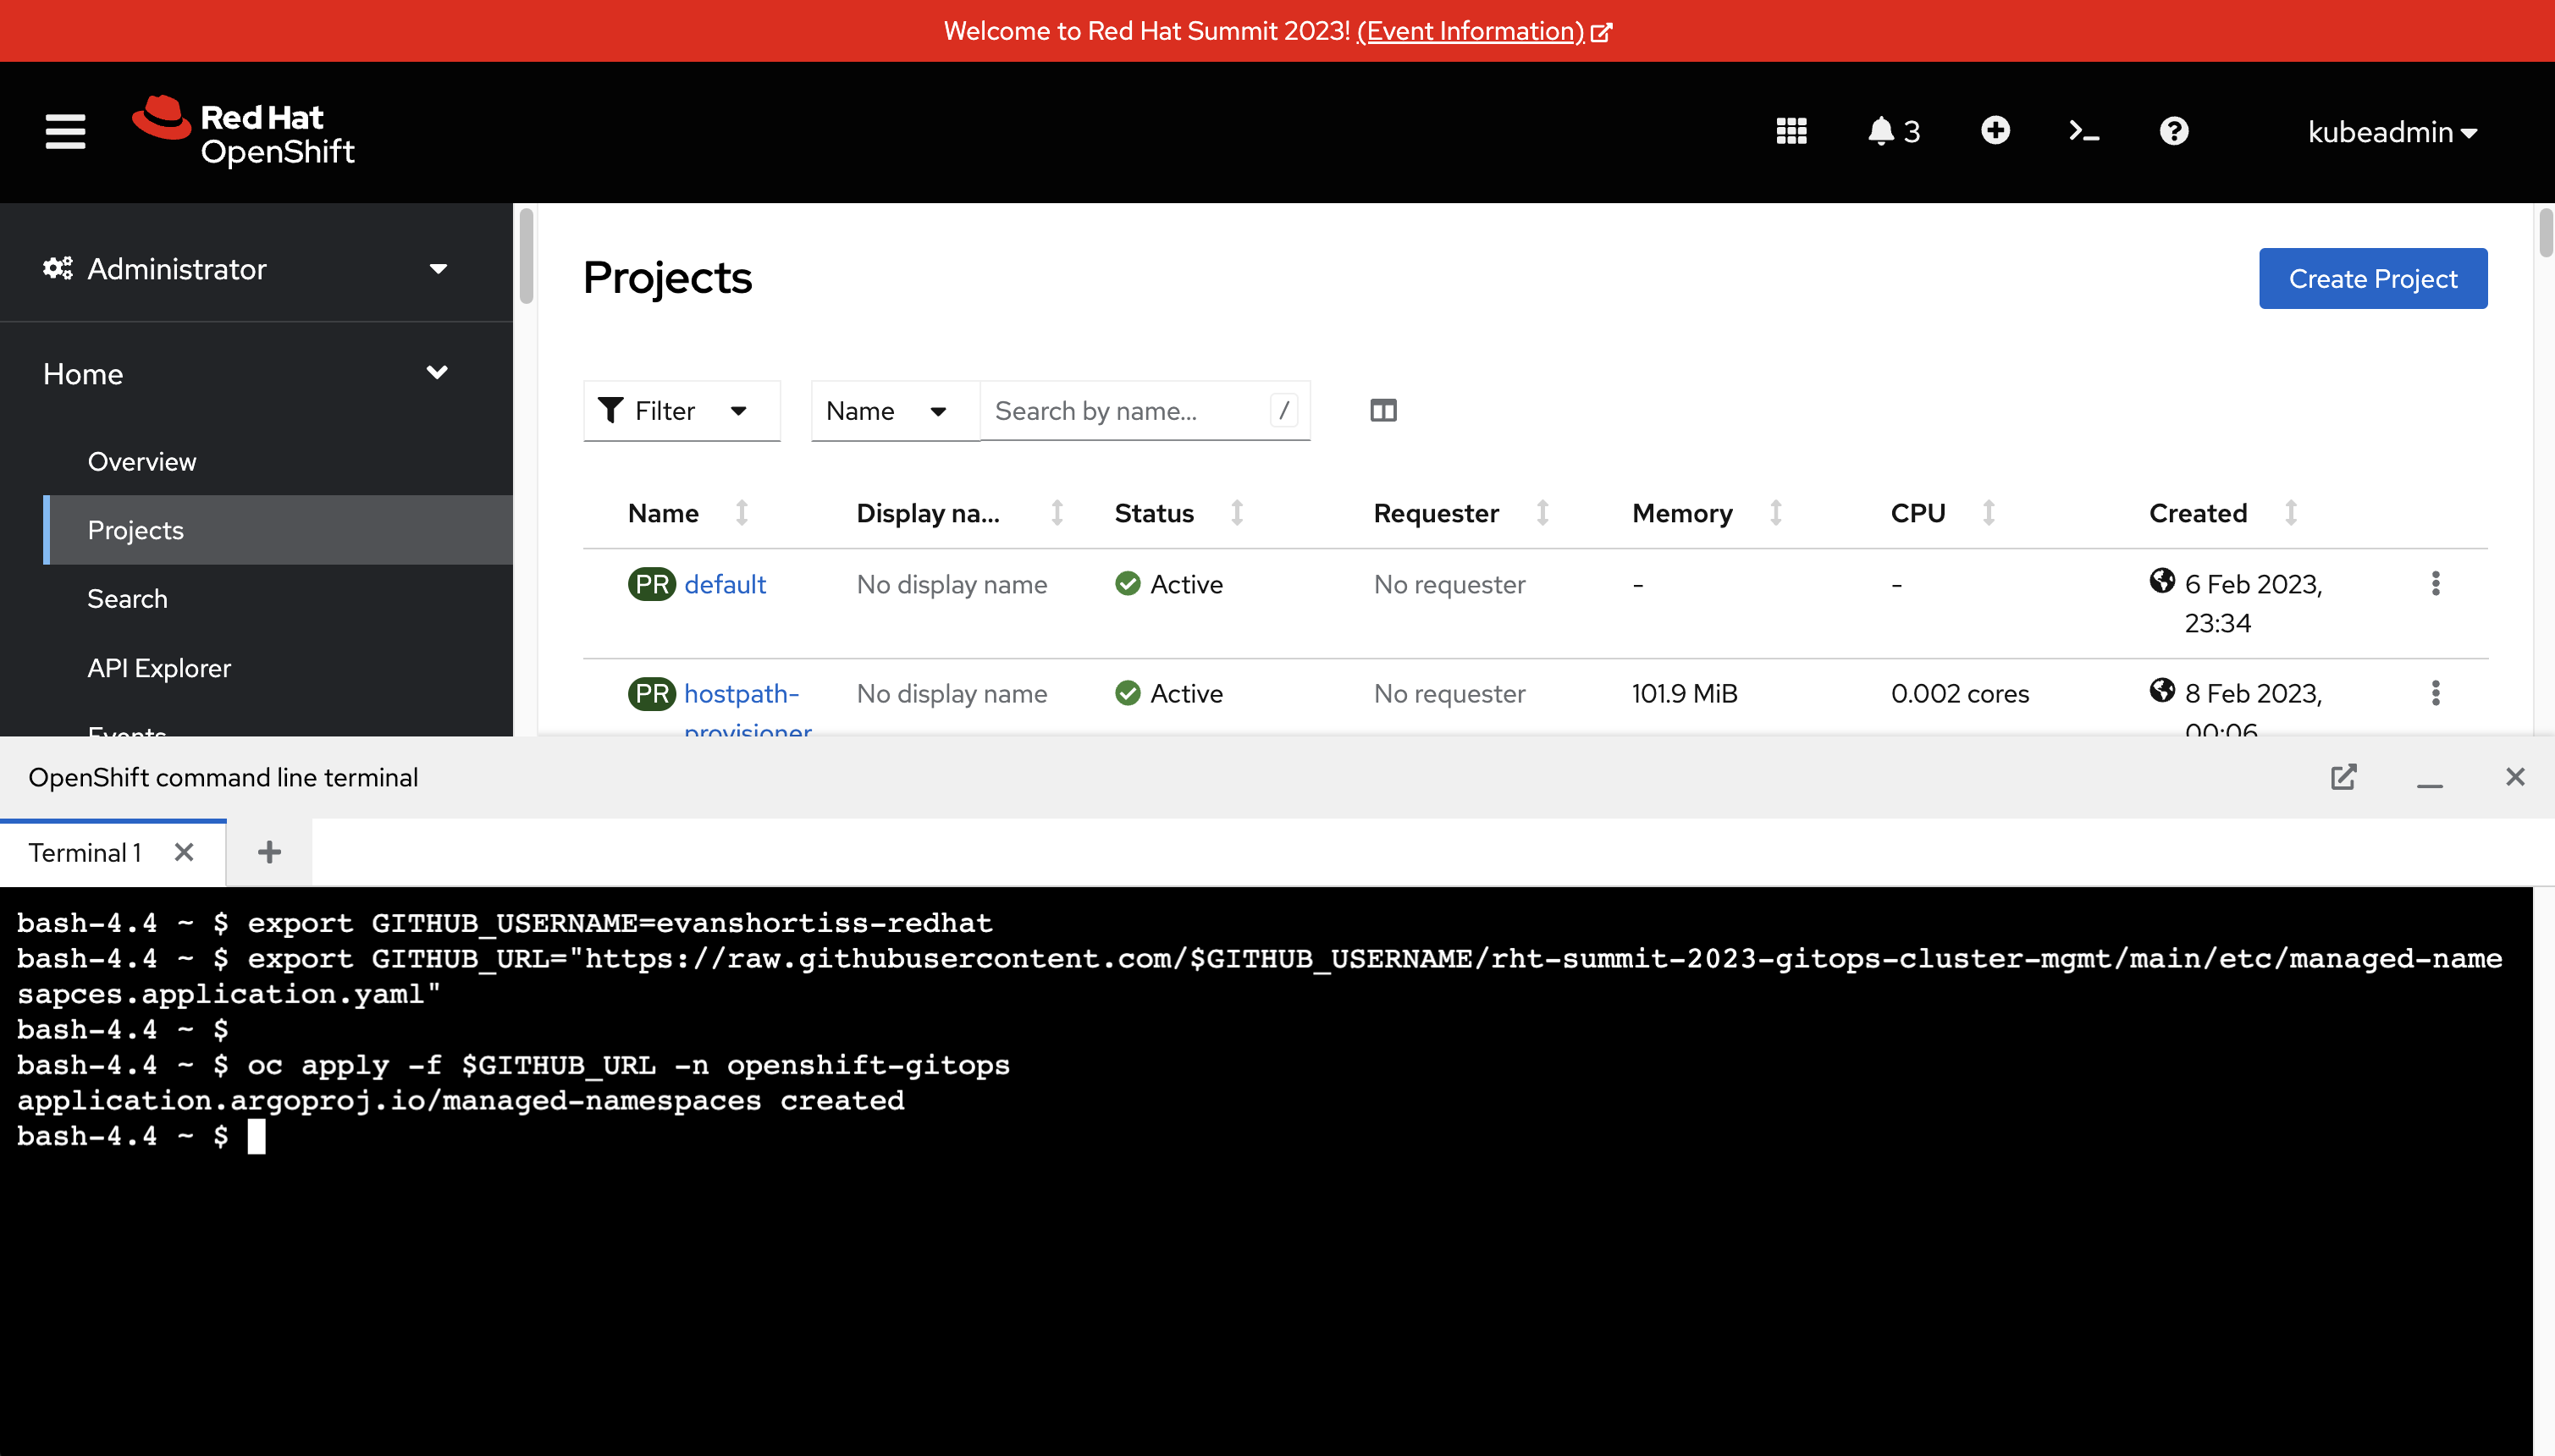 Welcome to Red Hat Summit 2023! (Event Information)
Red Hat
OpenShift
3
kubeadmin
Administrator
Home
Overview
Projects
Search
API Explorer
Events
Projects
Create Project
Filter
Name
Search by name...
/
Name Display na... Status Requester Memory CPU Created
PR default No display name Active No requester - - 6 Feb 2023,
23:34
PR hostpath- No display name Active No requester 101.9 MiB 0.002 cores 8 Feb 2023,
provisioner 00:06
OpenShift command line terminal
Terminal 1
bash-4.4 ~ $ export GITHUB_USERNAME=evanshortiss-redhat
bash-4.4 ~ $ export GITHUB_URL="https://raw.githubusercontent.com/$GITHUB_USERNAME/rht-summit-2023-gitops-cluster-mgmt/main/etc/managed-name
sapces.application.yaml"
bash-4.4 ~ $
bash-4.4 ~ $ oc apply -f $GITHUB_URL -n openshift-gitops
application.argoproj.io/managed-namespaces created
bash-4.4 ~ $